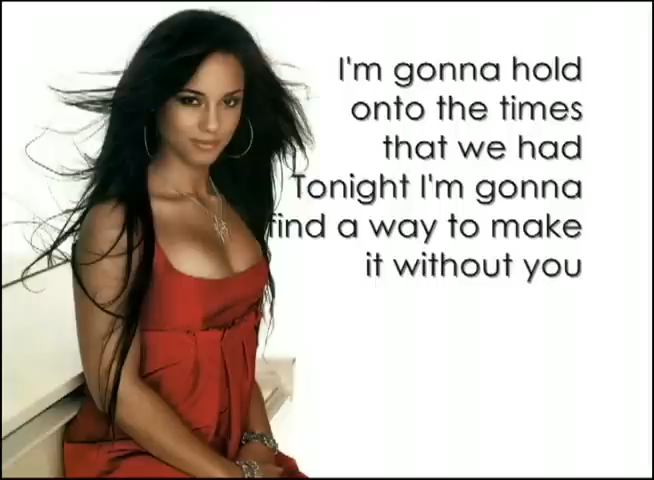 I'm gonna hold
onto the times
that we had
Tonight I'm gonna
find a way to make
it without you